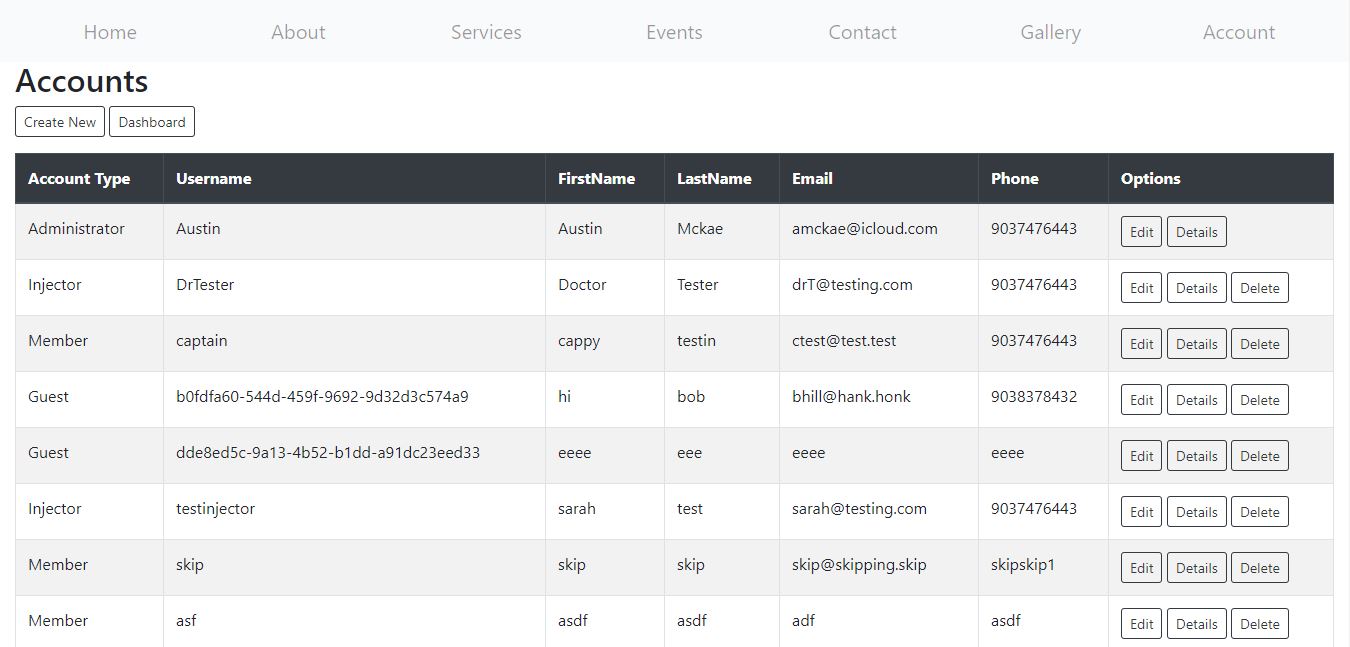 Home About Services Events Contact Gallery Account
Accounts
Create New Dashboard
Account Type Username FirstName LastName Email Phone Options
Administrator Austin Austin Mckae amckae@icloud.com 9037476443 Edit Details
Injector DrTester Doctor Tester drT@testing.com 9037476443 Edit Details Delete
Member captain cappy testin ctest@test.test 9037476443 Edit Details Delete
Guest b0fdfa60-544d-459f-9692-9d32d3c574a9 hi bob bhill@hank.honk 9038378432 Edit Details Delete
Guest dde8ed5c-9a13-4b52-b1dd-a91dc23eed33 eeee eee eeee eeee Edit Details Delete
Injector testinjector sarah test sarah@testing.com 9037476443 Edit Details Delete
Member skip skip skip skip@skipping.skip skipskip1 Edit Details Delete
Member asf asdf asdf adf asdf Edit Details Delete